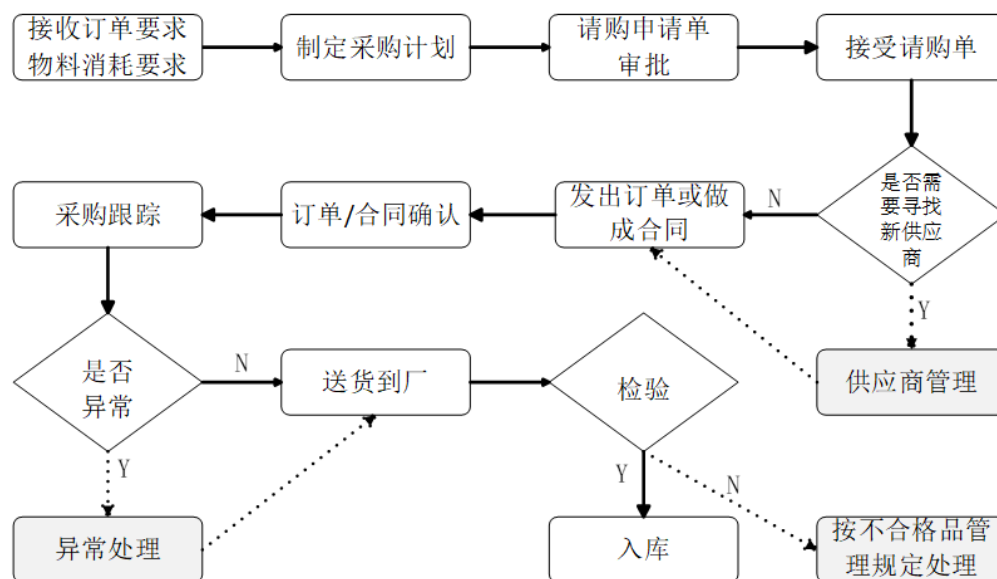 接收订单要求
物料消耗要求
制定采购计划
请购申请单
审批
接受请购单
是否需
要寻找
新供应
商
N
Y
发出订单或做
成合同
订单/合同确认
采购跟踪
供应商管理
是否
异常
N
Y
送货到厂
检验
Y
N
异常处理
入库
按不合格品管
理规定处理